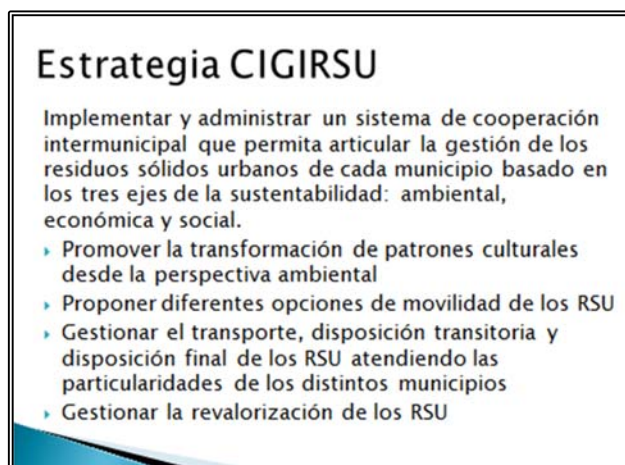 Estrategia CIGIRSU
Implementar y administrar un sistema de cooperación
intermunicipal que permita articular la gestión de los
residuos sólidos urbanos de cada municipio basado en
los tres ejes de la sustentabilidad: ambiental,
económica y social.
Promover la transformación de patrones culturales
desde la perspectiva ambiental
Proponer diferentes opciones de movilidad de los RSU
Gestionar el transporte, disposición transitoria y
disposición final de los RSU atendiendo las
particularidades de los distintos municipios
Gestionar la revalorización de los RSU